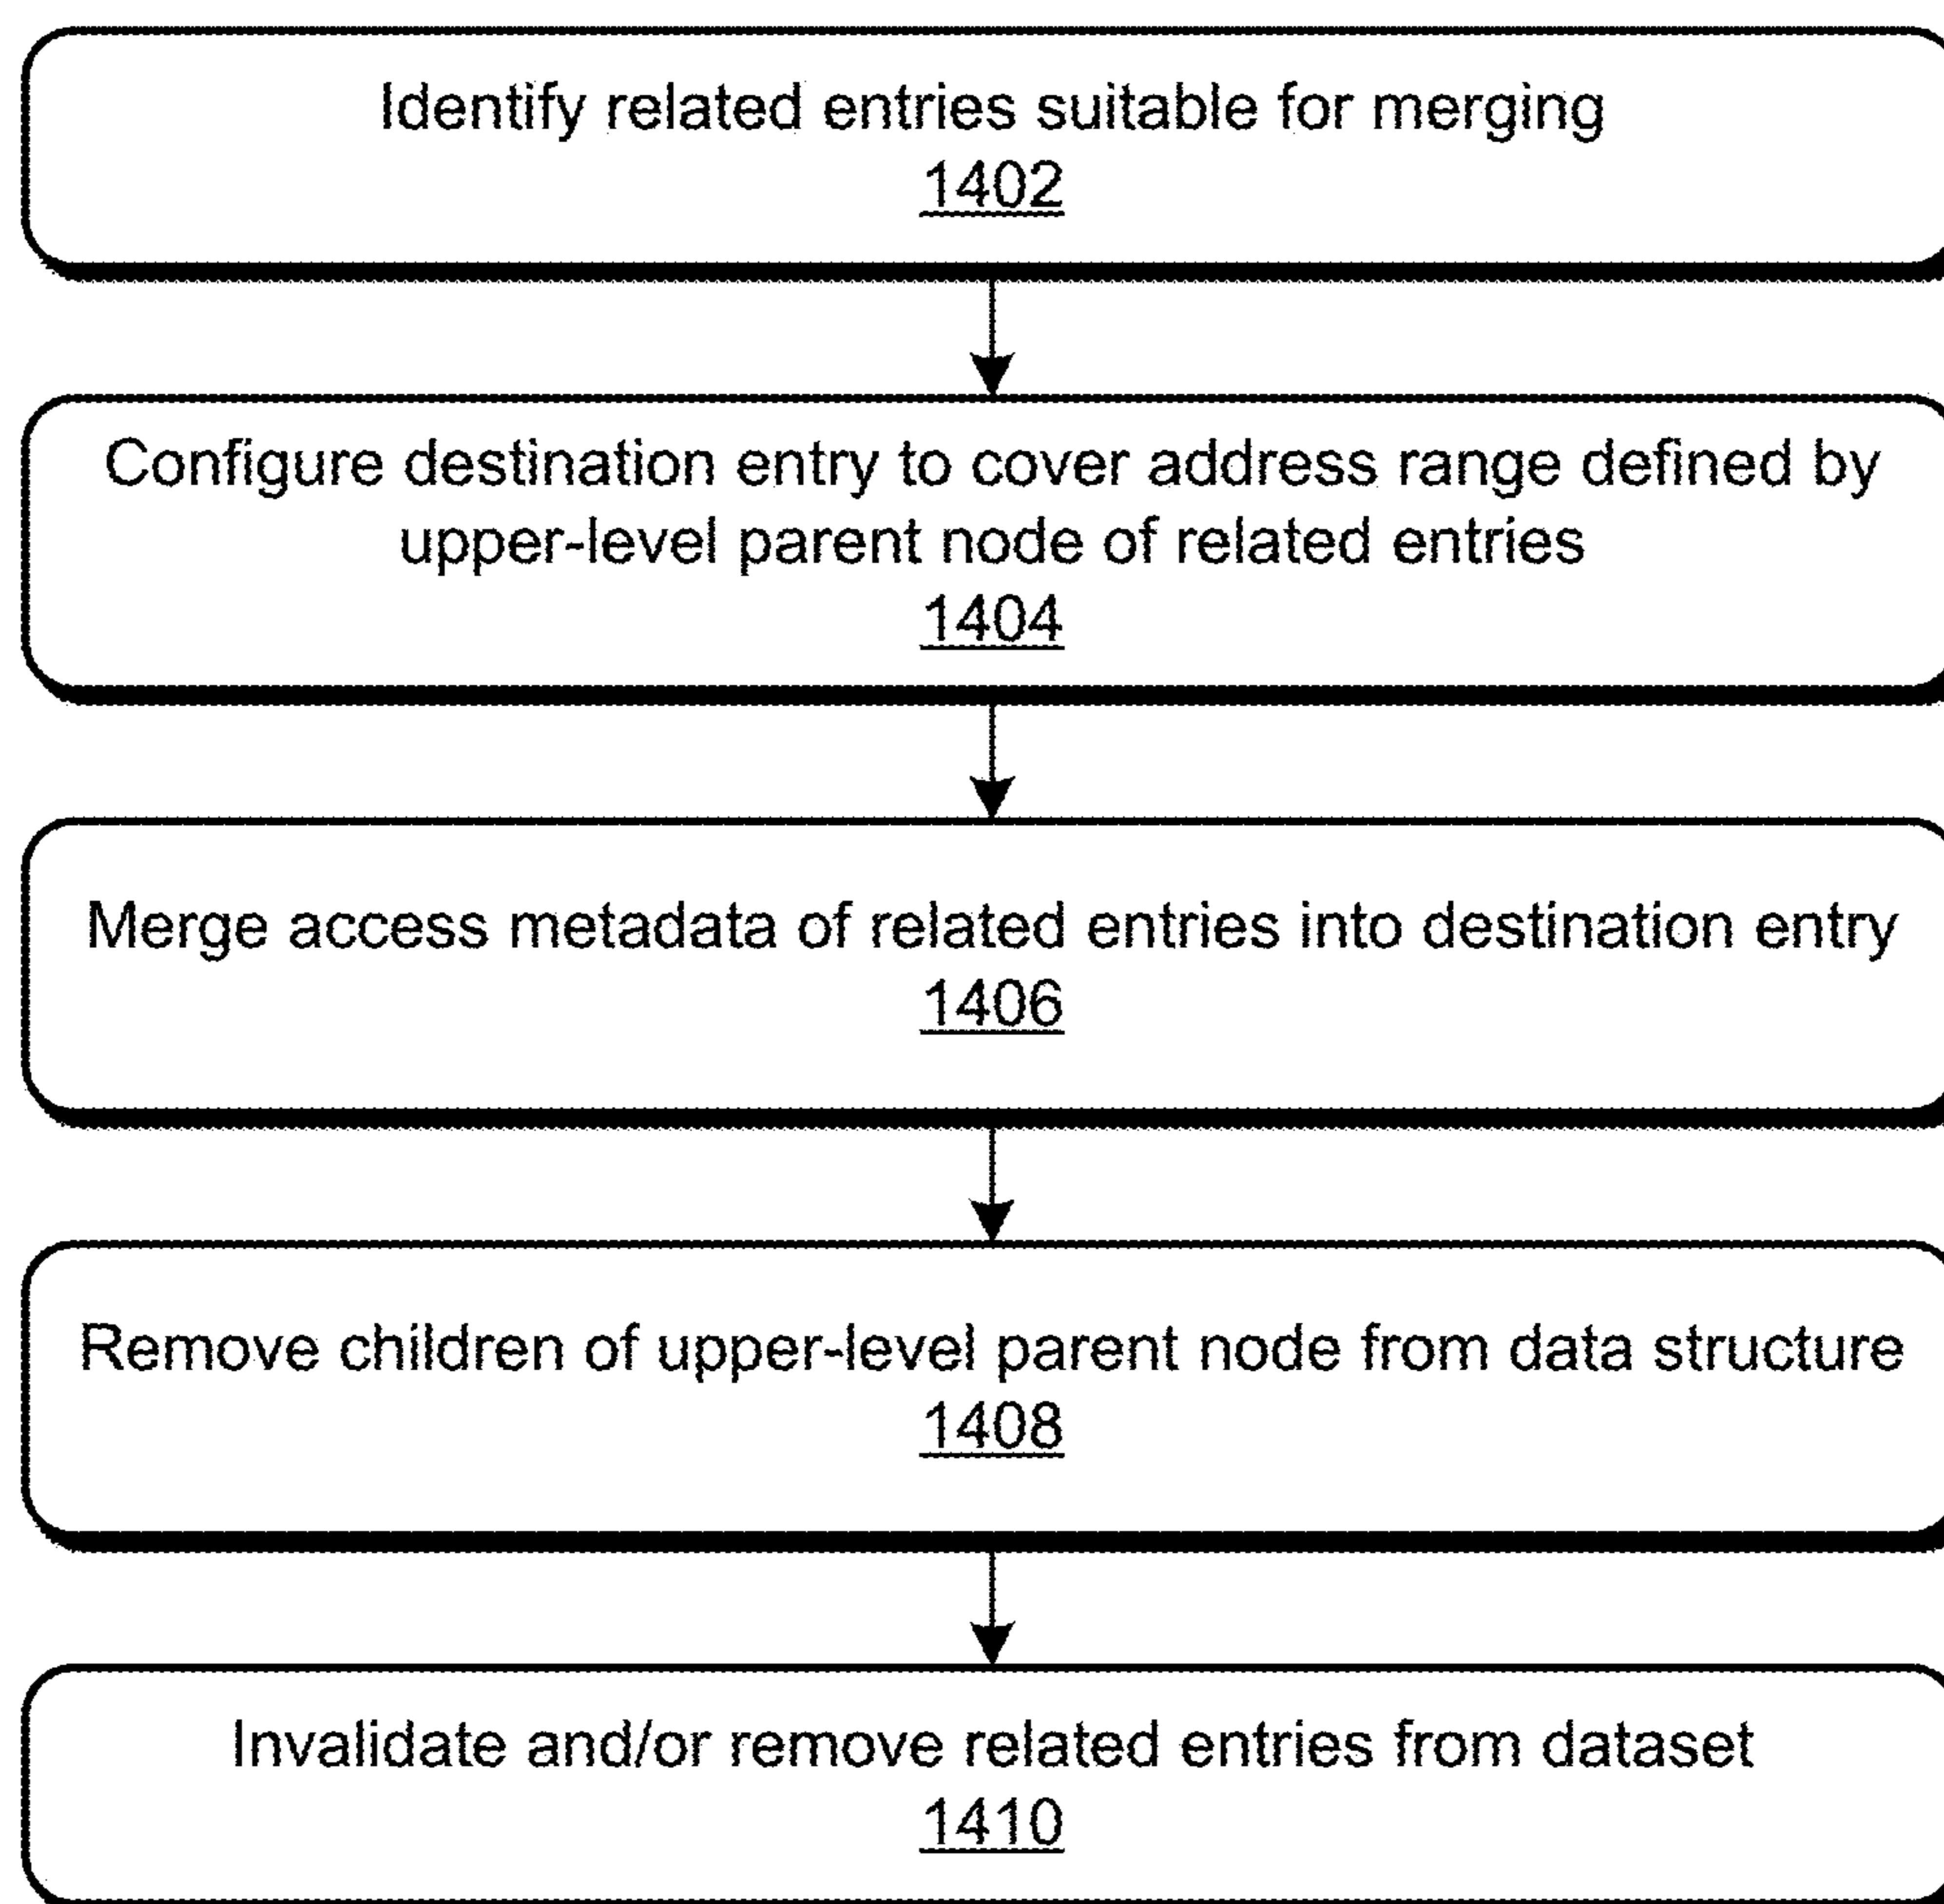 Identify related entries suitable for merging
1402
Configure destination entry to cover address range defined by
upper-level parent node of related entries
1404
Merge access metadata of related entries into destination entry
1406
Remove children of upper-level parent node from data structure
1408
Invalidate and/or remove related entries from dataset
1410